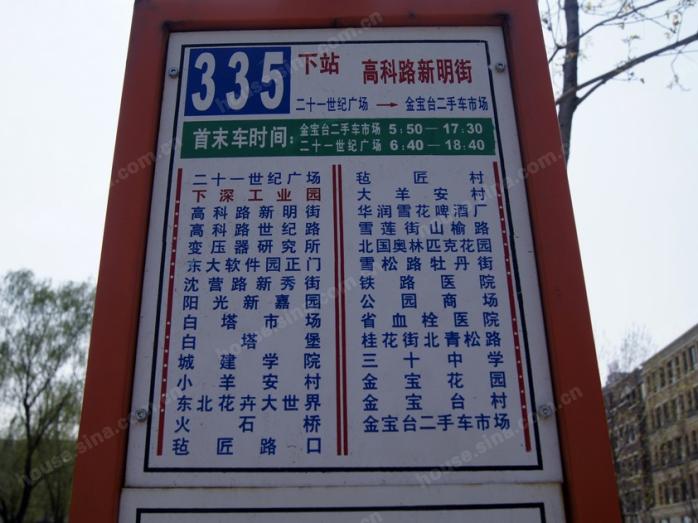 335 下站 高科路新明街
二十一世纪广场 → 金宝台二手车市场
首末车时间: 金宝台二手车市场 5:50—17:30
二十一世纪广场 6:40—18:40
二十一世纪广场
下深工业园
高科路新明街
高科路世纪路
变压器研究所
东大软件园正门
沈营路新秀街
阳光新嘉园
白塔市场
白塔堡
城建学院
小羊安村
东北花卉大世界
火石桥
毡匠路口
毡匠村
大羊安村
华润雪花啤酒厂
雪莲街山榆路
北国奥林匹克花园
雪松路牡丹街
铁路医院
公园商场
省血栓医院
桂花街北青松路
三十中学
金宝花园
金宝台村
金宝台二手车市场
house.sina.com.cn